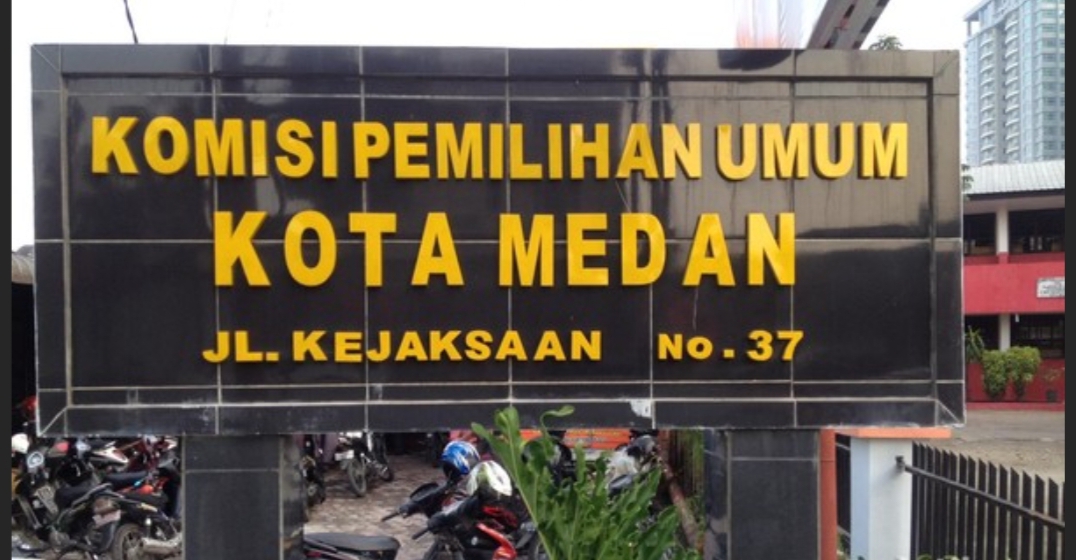 KOMISI PEMILIHAN UMUM
KOTA MEDAN
JL. KEJAKSAAN No. 37